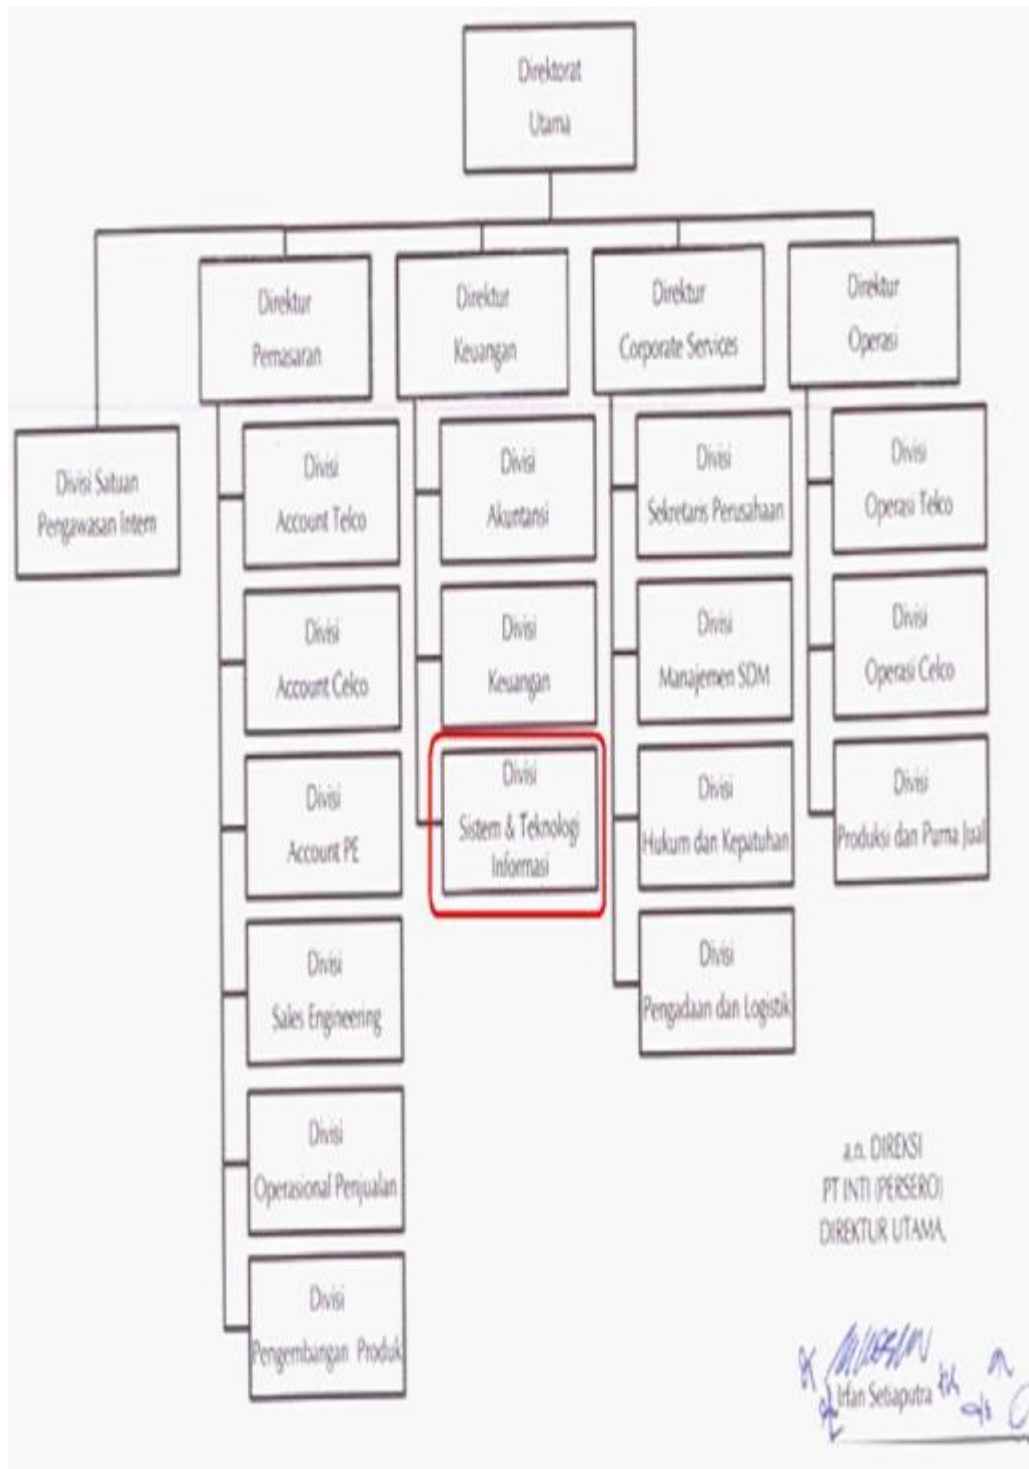 Direktorat
Utama
Direktur
Pemasaran
Direktur
Keuangan
Direktur
Corporate Services
Direktur
Operasi
Divisi Satuan
Pengawasan Intern
Divisi
Account Telco
Divisi
Account Celco
Divisi
Account PE
Divisi
Sales Engineering
Divisi
Operasional Penjualan
Divisi
Pengembangan Produk
Divisi
Akuntansi
Divisi
Keuangan
Divisi
Sistem & Teknologi
Informasi
Divisi
Sekretaris Perusahaan
Divisi
Manajemen SDM
Divisi
Hukum dan Kepatuhan
Divisi
Pengadaan dan Logistik
Divisi
Operasi Telco
Divisi
Operasi Celco
Divisi
Produksi dan Purna Jual
a.n. DIREKSI
PT INTI (PERSERO)
DIREKTUR UTAMA,
Irfan Setiaputra